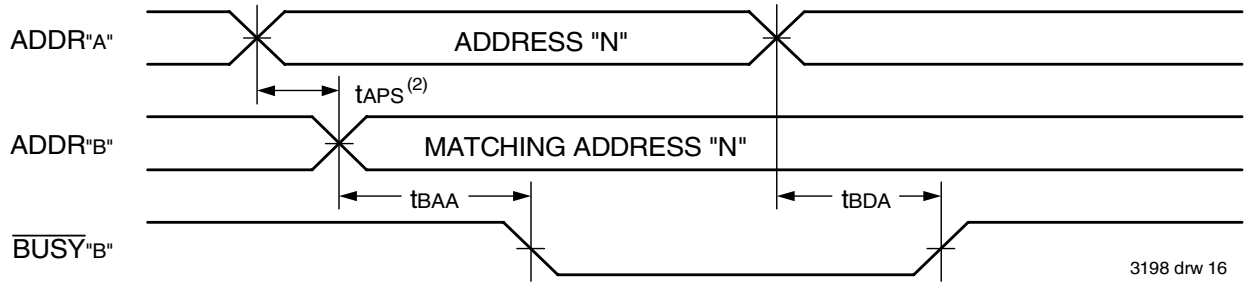 ADDR"A"
ADDRESS "N"
tAPS(2)
ADDR"B"
MATCHING ADDRESS "N"
tBAA
tBDA
BUSY"B"
3198 drw 16